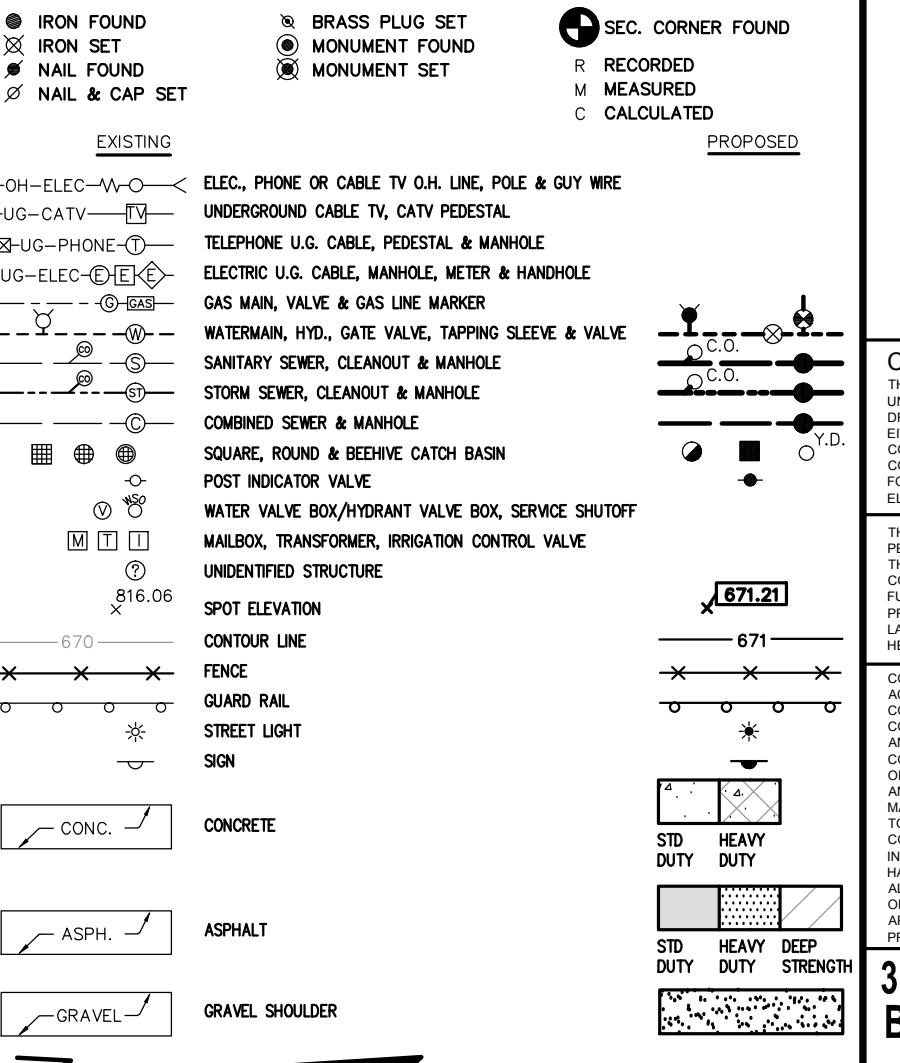 IRON FOUND
IRON SET
NAIL FOUND
NAIL & CAP SET
BRASS PLUG SET
MONUMENT FOUND
MONUMENT SET
SEC. CORNER FOUND
R RECORDED
M MEASURED
C CALCULATED
EXISTING
PROPOSED
-OH-ELEC ELEC., PHONE OR CABLE TV O.H. LINE, POLE & GUY WIRE
-UG-CATV TV UNDERGROUND CABLE TV, CATV PEDESTAL
-UG-PHONE T TELEPHONE U.G. CABLE, PEDESTAL & MANHOLE
UG-ELEC E E E ELECTRIC U.G. CABLE, MANHOLE, METER & HANDHOLE
G GAS GAS MAIN, VALVE & GAS LINE MARKER
W WATERMAIN, HYD., GATE VALVE, TAPPING SLEEVE & VALVE
CO S SANITARY SEWER, CLEANOUT & MANHOLE C.O.
CO ST STORM SEWER, CLEANOUT & MANHOLE C.O.
C COMBINED SEWER & MANHOLE
SQUARE, ROUND & BEEHIVE CATCH BASIN Y.D.
POST INDICATOR VALVE
V WSO WATER VALVE BOX/HYDRANT VALVE BOX, SERVICE SHUTOFF
M T I MAILBOX, TRANSFORMER, IRRIGATION CONTROL VALVE
? UNIDENTIFIED STRUCTURE
816.06 SPOT ELEVATION 671.21
670 CONTOUR LINE 671
FENCE
GUARD RAIL
STREET LIGHT
SIGN
CONC. CONCRETE
STD HEAVY
DUTY DUTY
ASPH. ASPHALT
STD HEAVY DEEP
DUTY DUTY STRENGTH
GRAVEL GRAVEL SHOULDER